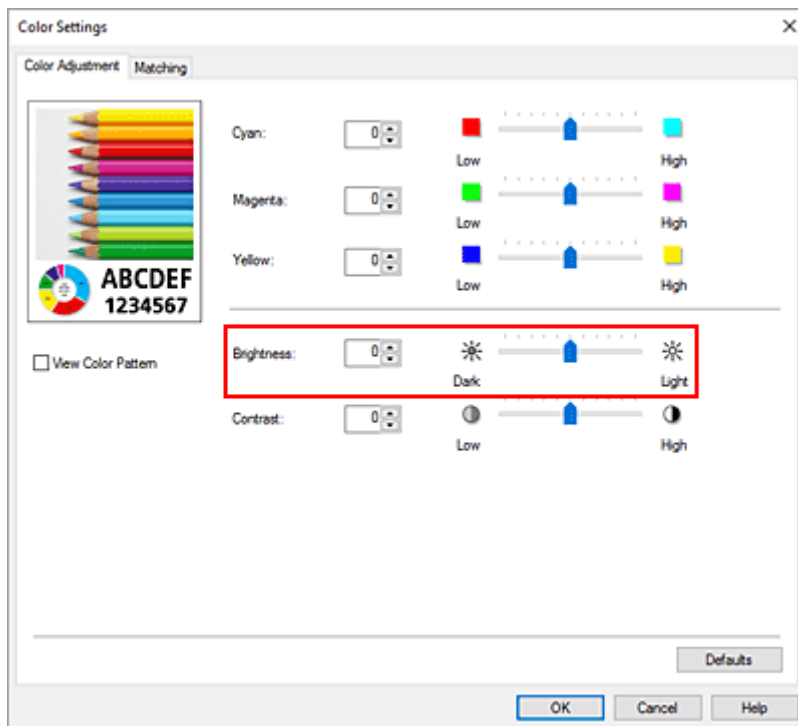 Color Settings
Color Adjustment Matching
Cyan: 0 Low High
Magenta: 0 Low High
Yellow: 0 Low High
ABCDEF
1234567
View Color Pattern
Brightness: 0 Dark Light
Contrast: 0 Low High
Defaults
OK Cancel Help